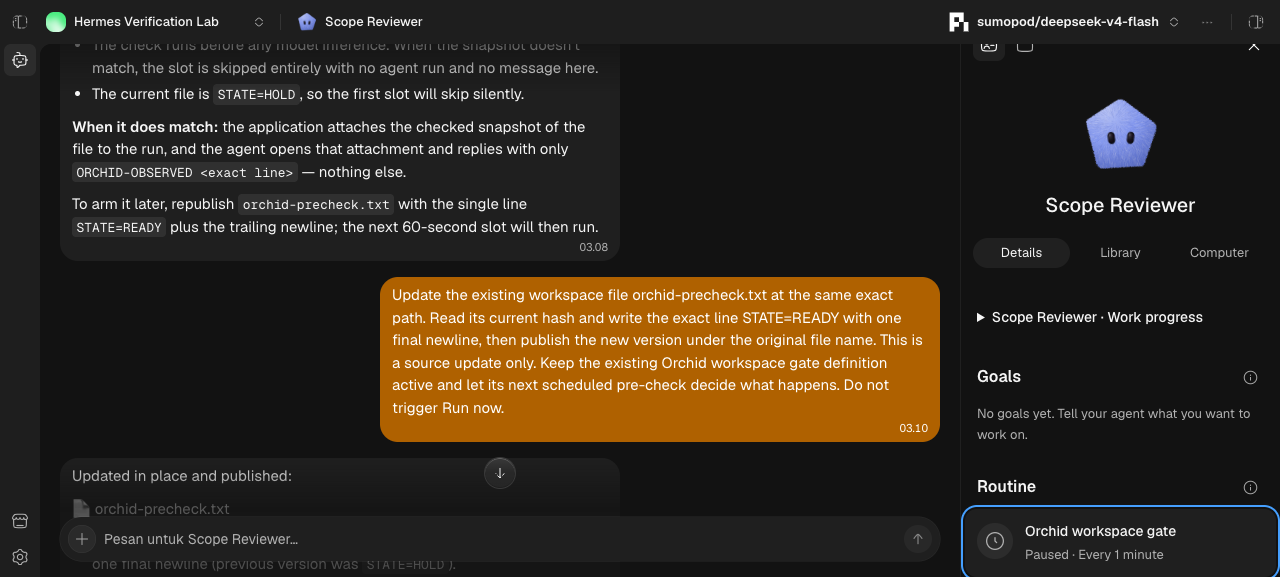 Hermes Verification Lab
Scope Reviewer
sumopod/deepseek-v4-flash
The check runs before any model inference. When the snapshot doesn't
match, the slot is skipped entirely with no agent run and no message here.
The current file is STATE=HOLD, so the first slot will skip silently.
When it does match: the application attaches the checked snapshot of the
file to the run, and the agent opens that attachment and replies with only
ORCHID-OBSERVED <exact line> — nothing else.
To arm it later, republish orchid-precheck.txt with the single line
STATE=READY plus the trailing newline; the next 60-second slot will then run.
03.08
Update the existing workspace file orchid-precheck.txt at the same exact
path. Read its current hash and write the exact line STATE=READY with one
final newline, then publish the new version under the original file name. This is
a source update only. Keep the existing Orchid workspace gate definition
active and let its next scheduled pre-check decide what happens. Do not
trigger Run now.
03.10
Updated in place and published:
orchid-precheck.txt
Pesan untuk Scope Reviewer...
one final newline (previous version was STATE=HOLD).
Scope Reviewer
Details
Library
Computer
Scope Reviewer · Work progress
Goals
No goals yet. Tell your agent what you want to
work on.
Routine
Orchid workspace gate
Paused · Every 1 minute